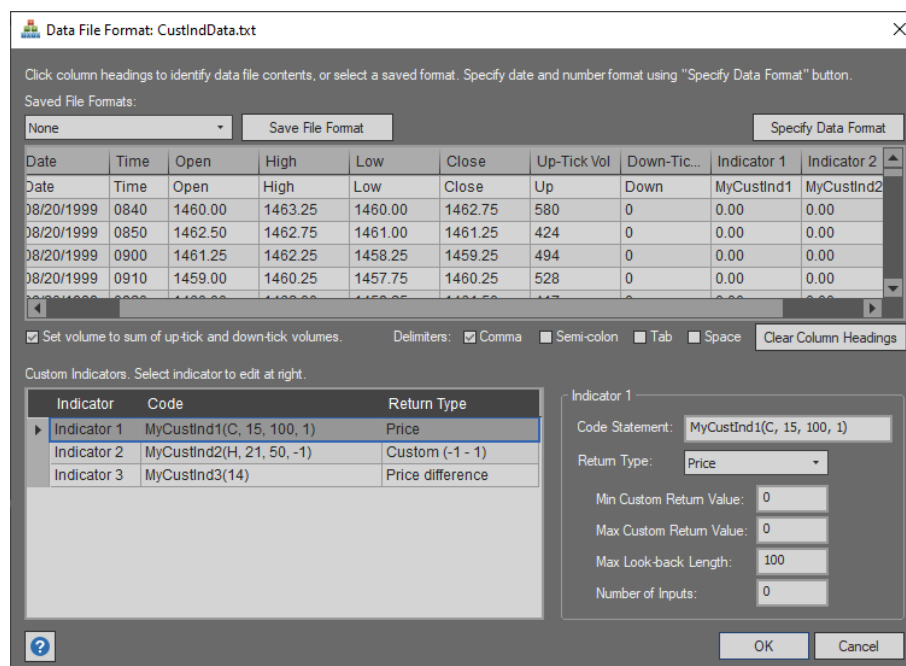 Data File Format: CustIndData.txt
Click column headings to identify data file contents, or select a saved format. Specify date and number format using "Specify Data Format" button.
Saved File Formats:
None Save File Format Specify Data Format
Date Time Open High Low Close Up-Tick Vol Down-Tic... Indicator 1 Indicator 2
Date Time Open High Low Close Up Down MyCustInd1 MyCustInd2
08/20/1999 0840 1460.00 1463.25 1460.00 1462.75 580 0 0.00 0.00
08/20/1999 0850 1462.50 1462.75 1461.00 1461.25 424 0 0.00 0.00
08/20/1999 0900 1461.25 1462.25 1458.25 1459.25 494 0 0.00 0.00
08/20/1999 0910 1459.00 1460.25 1457.75 1460.25 528 0 0.00 0.00
Set volume to sum of up-tick and down-tick volumes. Delimiters: Comma Semi-colon Tab Space Clear Column Headings
Custom Indicators. Select indicator to edit at right.
Indicator Code Return Type
Indicator 1 MyCustInd1(C, 15, 100, 1) Price
Indicator 2 MyCustInd2(H, 21, 50, -1) Custom (-1 - 1)
Indicator 3 MyCustInd3(14) Price difference
Indicator 1
Code Statement: MyCustInd1(C, 15, 100, 1)
Return Type: Price
Min Custom Return Value: 0
Max Custom Return Value: 0
Max Look-back Length: 100
Number of Inputs: 0
? OK Cancel